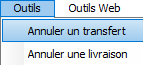 Outils Outils Web
Annuler un transfert
Annuler une livraison